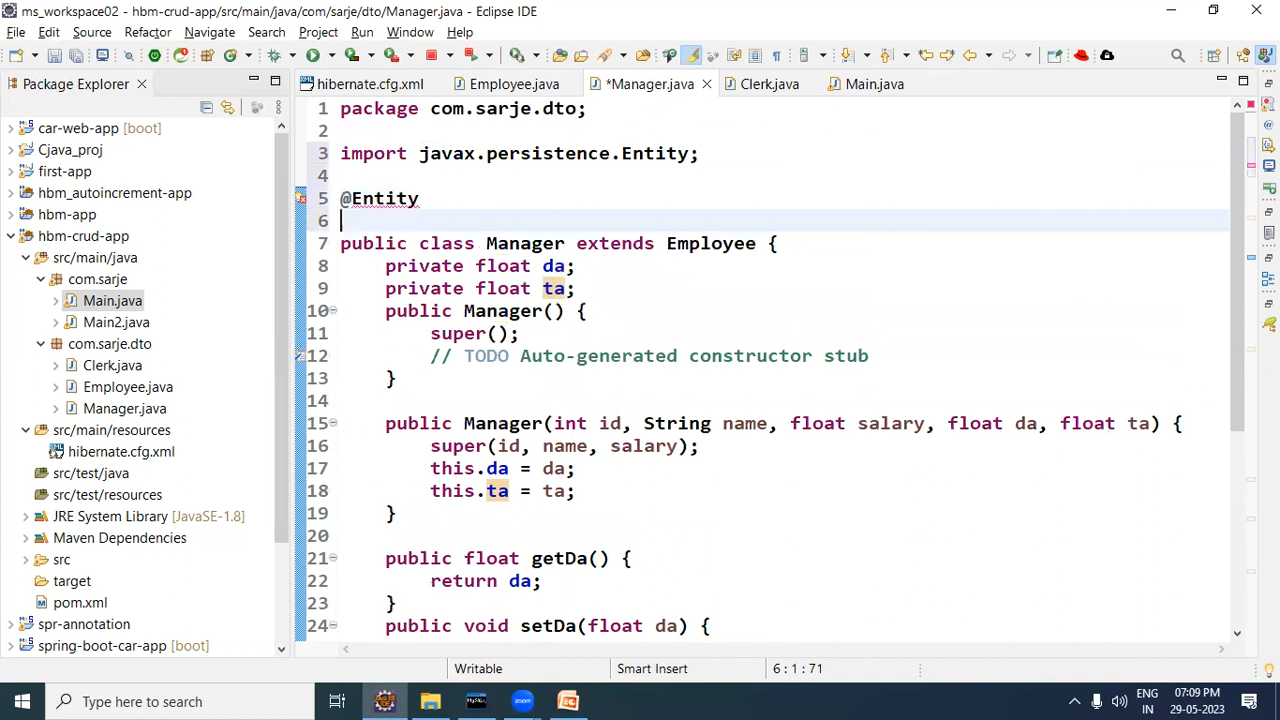 ms_workspace02 - hbm-crud-app/src/main/java/com/sarje/dto/Manager.java - Eclipse IDE
File Edit Source Refactor Navigate Search Project Run Window Help
Package Explorer
hibernate.cfg.xml Employee.java *Manager.java Clerk.java Main.java
car-web-app [boot]
Cjava_proj
first-app
hbm_autoincrement-app
hbm-app
hbm-crud-app
src/main/java
com.sarje
Main.java
Main2.java
com.sarje.dto
Clerk.java
Employee.java
Manager.java
src/main/resources
hibernate.cfg.xml
src/test/java
src/test/resources
JRE System Library [JavaSE-1.8]
Maven Dependencies
src
target
pom.xml
spr-annotation
spring-boot-car-app [boot]
1 package com.sarje.dto;
2
3 import javax.persistence.Entity;
4
5 @Entity
6
7 public class Manager extends Employee {
8 private float da;
9 private float ta;
10 public Manager() {
11 super();
12 // TODO Auto-generated constructor stub
13 }
14
15 public Manager(int id, String name, float salary, float da, float ta) {
16 super(id, name, salary);
17 this.da = da;
18 this.ta = ta;
19 }
20
21 public float getDa() {
22 return da;
23 }
24 public void setDa(float da) {
Writable Smart Insert 6 : 1 : 71
Type here to search
zoom
ENG
IN
07:09 PM
29-05-2023